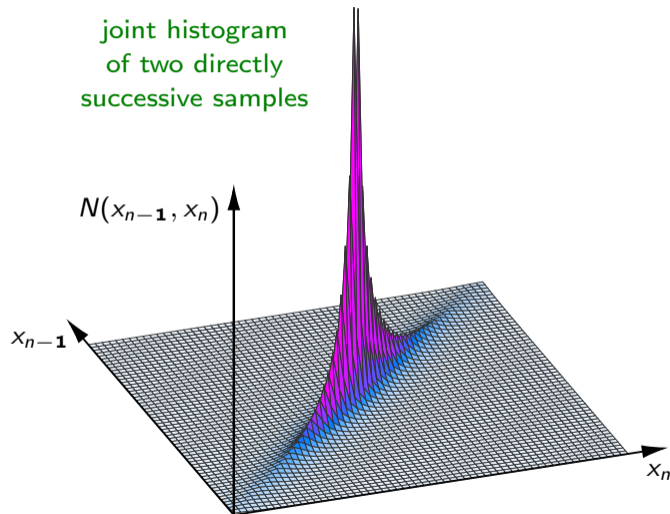 joint histogram
of two directly
successive samples
N(xₙ₋₁, xₙ)
xₙ₋₁
xₙ